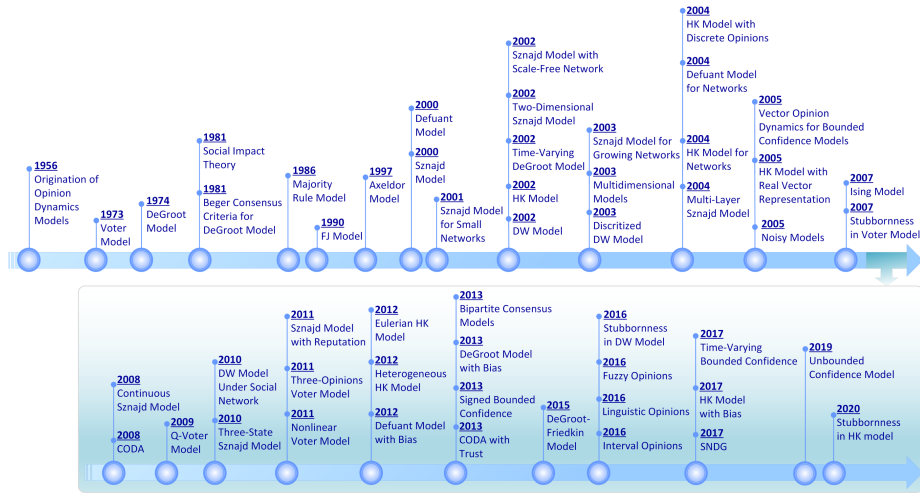 1956
Origination of
Opinion
Dynamics
Models
1973
Voter
Model
1974
DeGroot
Model
1981
Social Impact
Theory
1981
Beger Consensus
Criteria for
DeGroot Model
1986
Majority
Rule Model
1990
FJ Model
1997
Axeldor
Model
2000
Defuant
Model
2000
Sznajd
Model
2001
Sznajd Model
for Small
Networks
2002
Sznajd Model with
Scale-Free Network
2002
Two-Dimensional
Sznajd Model
2002
Time-Varying
DeGroot Model
2002
HK Model
2002
DW Model
2003
Sznajd Model for
Growing Networks
2003
Multidimensional
Models
2003
Discritized
DW Model
2004
HK Model with
Discrete Opinions
2004
Defuant Model
for Networks
2004
HK Model for
Networks
2004
Multi-Layer
Sznajd Model
2005
Vector Opinion
Dynamics for Bounded
Confidence Models
2005
HK Model with
Real Vector
Representation
2005
Noisy Models
2007
Ising Model
2007
Stubbornness
in Voter Model
2008
Continuous
Sznajd Model
2008
CODA
2009
Q-Voter
Model
2010
DW Model
Under Social
Network
2010
Three-State
Sznajd Model
2011
Sznajd Model
with Reputation
2011
Three-Opinions
Voter Model
2011
Nonlinear
Voter Model
2012
Eulerian HK
Model
2012
Heterogeneous
HK Model
2012
Defuant Model
with Bias
2013
Bipartite Consensus
Models
2013
DeGroot Model
with Bias
2013
Signed Bounded
Confidence
2013
CODA with
Trust
2015
DeGroot-
Friedkin
Model
2016
Stubbornness
in DW Model
2016
Fuzzy Opinions
2016
Linguistic Opinions
2016
Interval Opinions
2017
Time-Varying
Bounded Confidence
2017
HK Model
with Bias
2017
SNDG
2019
Unbounded
Confidence Model
2020
Stubbornness
in HK model